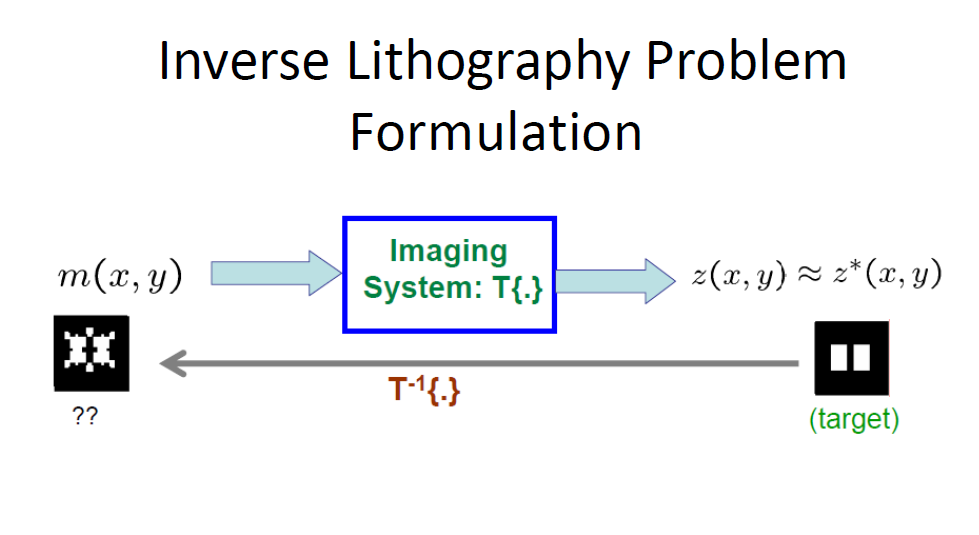 Inverse Lithography Problem
Formulation
m(x, y)
Imaging
System: T{.}
z(x, y) ≈ z*(x, y)
T-1{.}
??
(target)